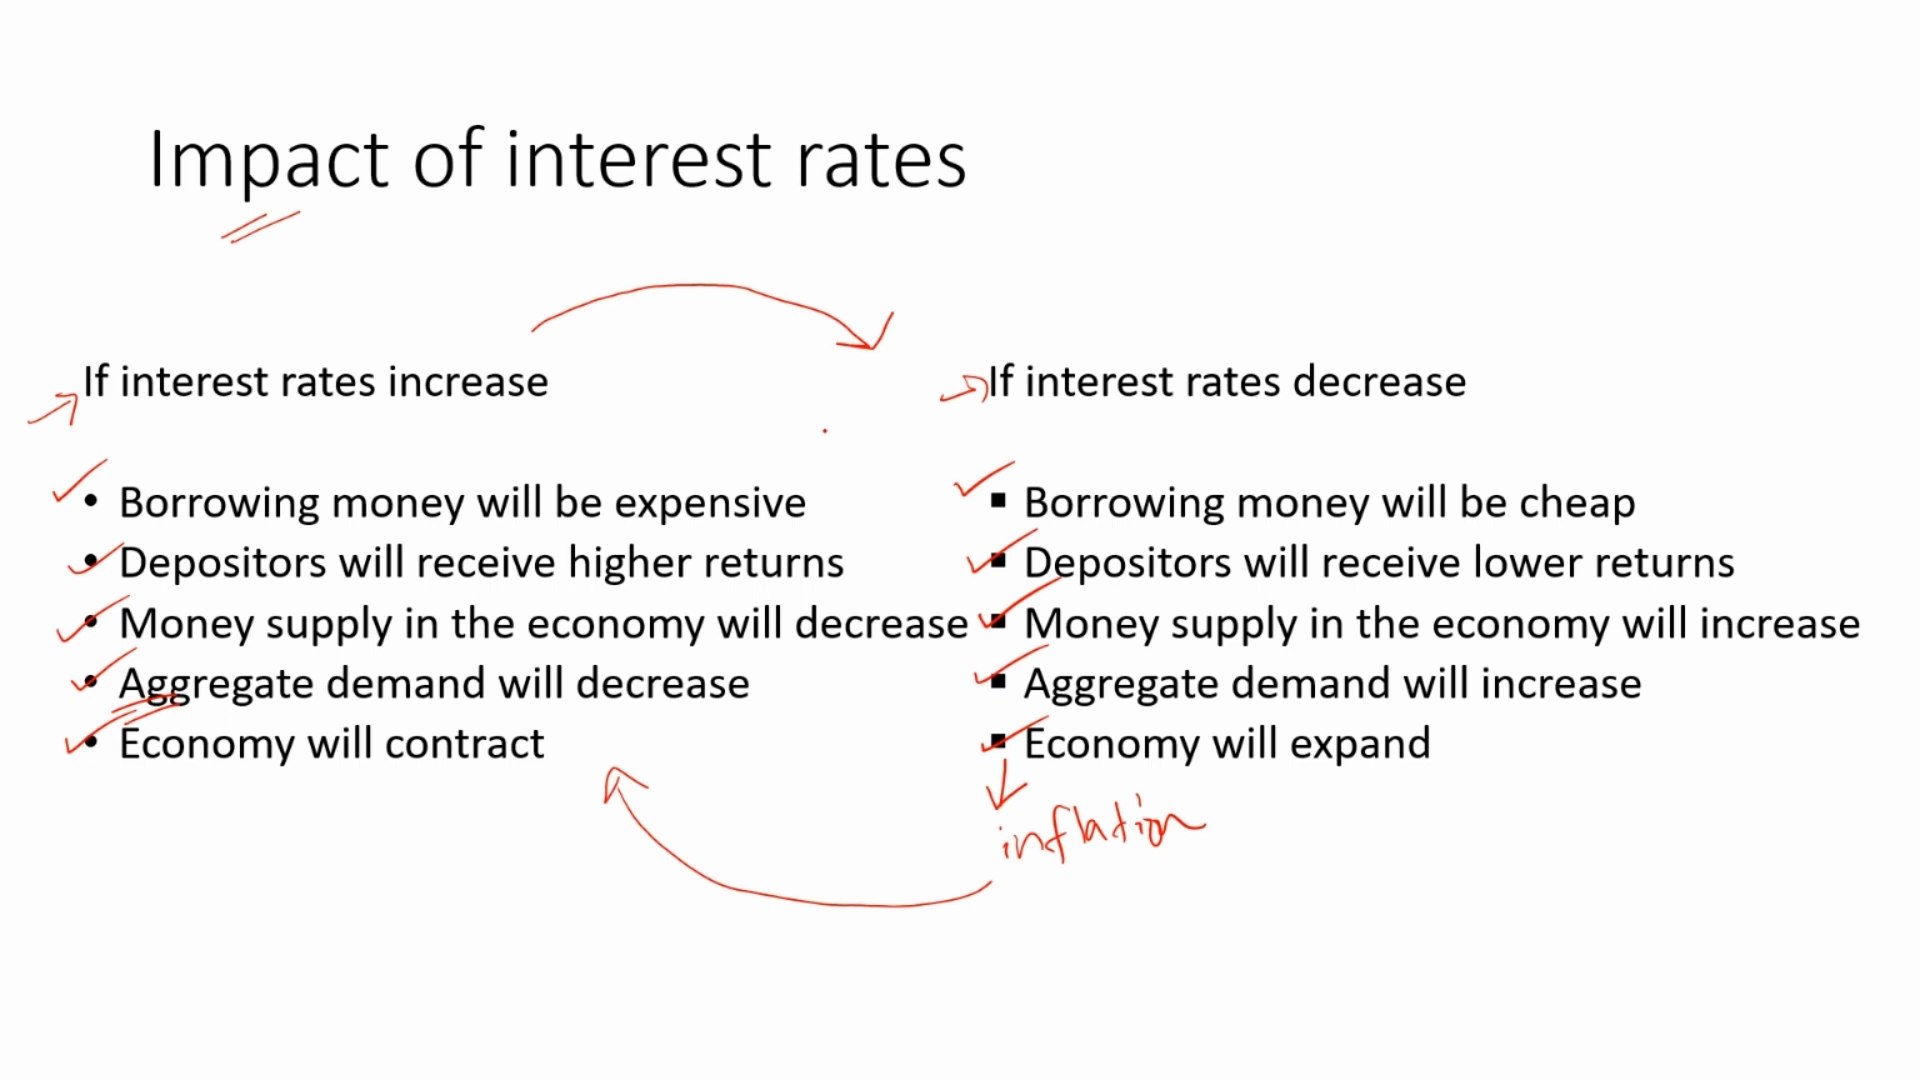 Impact of interest rates
If interest rates increase
• Borrowing money will be expensive
• Depositors will receive higher returns
• Money supply in the economy will decrease
• Aggregate demand will decrease
• Economy will contract
If interest rates decrease
▪ Borrowing money will be cheap
▪ Depositors will receive lower returns
▪ Money supply in the economy will increase
▪ Aggregate demand will increase
▪ Economy will expand
inflation